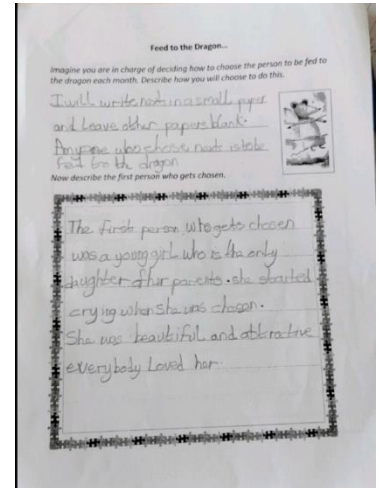 Feed to the Dragon...
Imagine you are in charge of deciding how to choose the person to be fed to
the dragon each month. Describe how you will choose to do this.
I will write next in a small paper
and Leave other papers blank.
Anyone who chose next is to be
fed to the dragon
Now describe the first person who gets chosen.
The first person who gets chosen
was a young girl who is the only
daughter of her parents. she started
crying when she was chosen.
She was beautiful and attractive
everybody Loved her